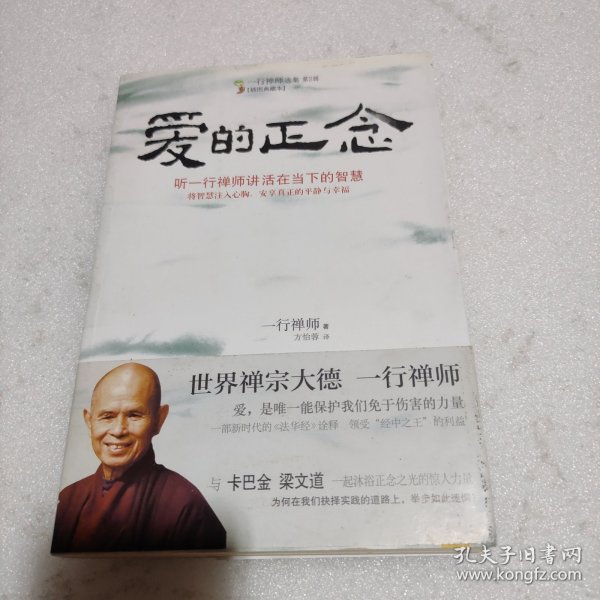 一行禅师选集 第2辑
【插图典藏本】
爱的正念
听一行禅师讲活在当下的智慧
将智慧注入心胸,安享真正的平静与幸福
一行禅师 著
方怡蓉 译
世界禅宗大德 一行禅师
爱,是唯一能保护我们免于伤害的力量
一部新时代的《法华经》诠释 领受“经中之王”的利益
与 卡巴金 梁文道 一起沐浴正念之光的惊人力量
为何在我们抉择实践的道路上,举步如此
孔夫子旧书网
www.kongfz.com